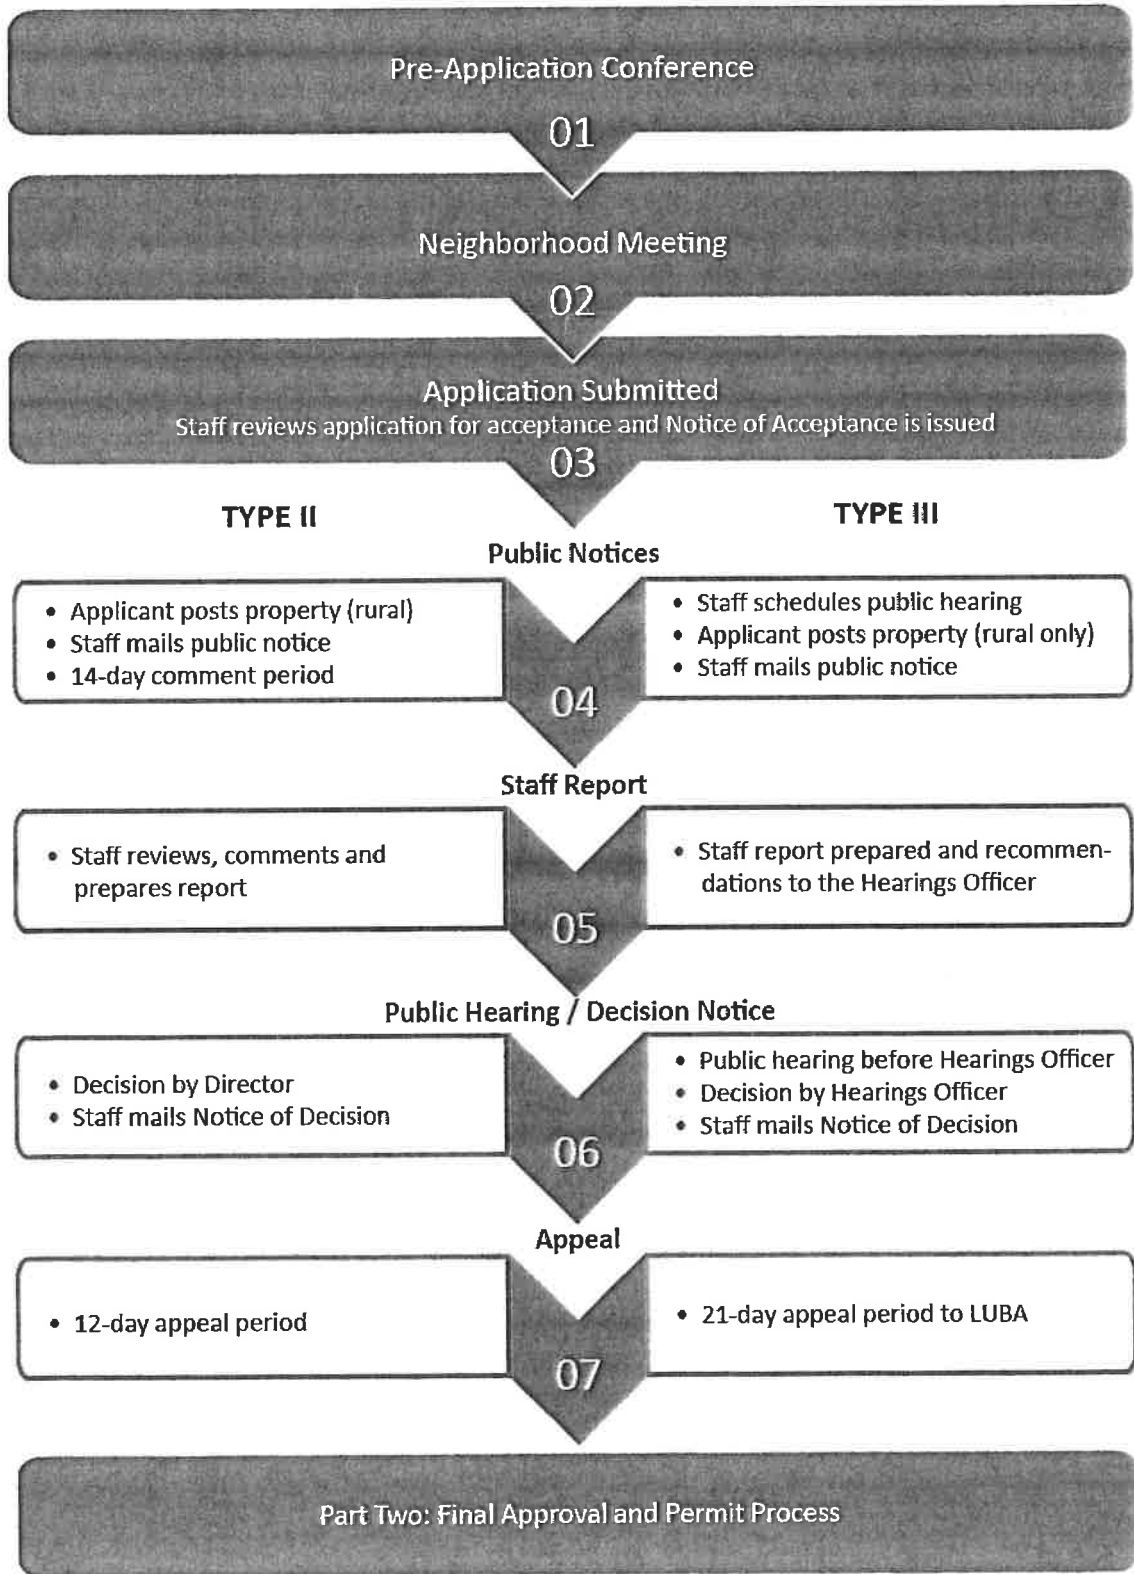 Pre-Application Conference
01
Neighborhood Meeting
02
Application Submitted
Staff reviews application for acceptance and Notice of Acceptance is issued
03
TYPE II
TYPE III
Public Notices
• Applicant posts property (rural)
• Staff mails public notice
• 14-day comment period
04
• Staff schedules public hearing
• Applicant posts property (rural only)
• Staff mails public notice
Staff Report
• Staff reviews, comments and
prepares report
05
• Staff report prepared and recommen-
dations to the Hearings Officer
Public Hearing / Decision Notice
• Decision by Director
• Staff mails Notice of Decision
06
• Public hearing before Hearings Officer
• Decision by Hearings Officer
• Staff mails Notice of Decision
Appeal
• 12-day appeal period
07
• 21-day appeal period to LUBA
Part Two: Final Approval and Permit Process